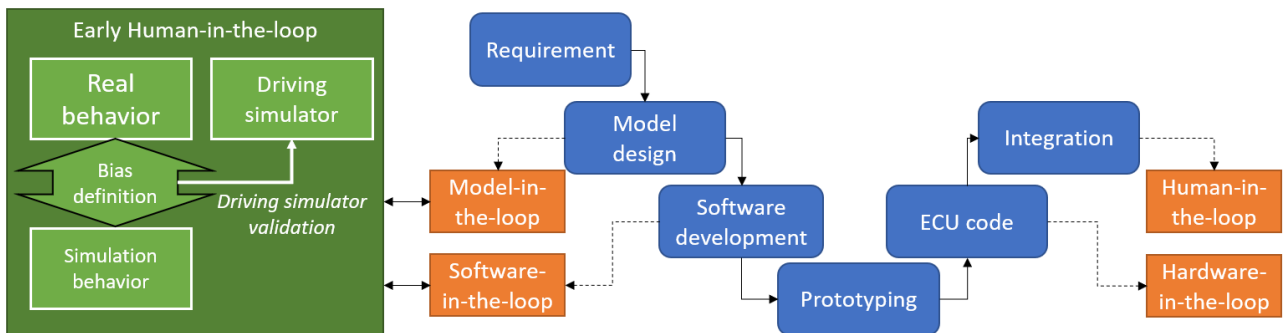 Early Human-in-the-loop
Real
behavior
Driving
simulator
Bias
definition
Driving simulator
validation
Simulation
behavior
Requirement
Model
design
Model-in-
the-loop
Software
development
Software-
in-the-loop
Prototyping
ECU code
Integration
Human-in-
the-loop
Hardware-
in-the-loop